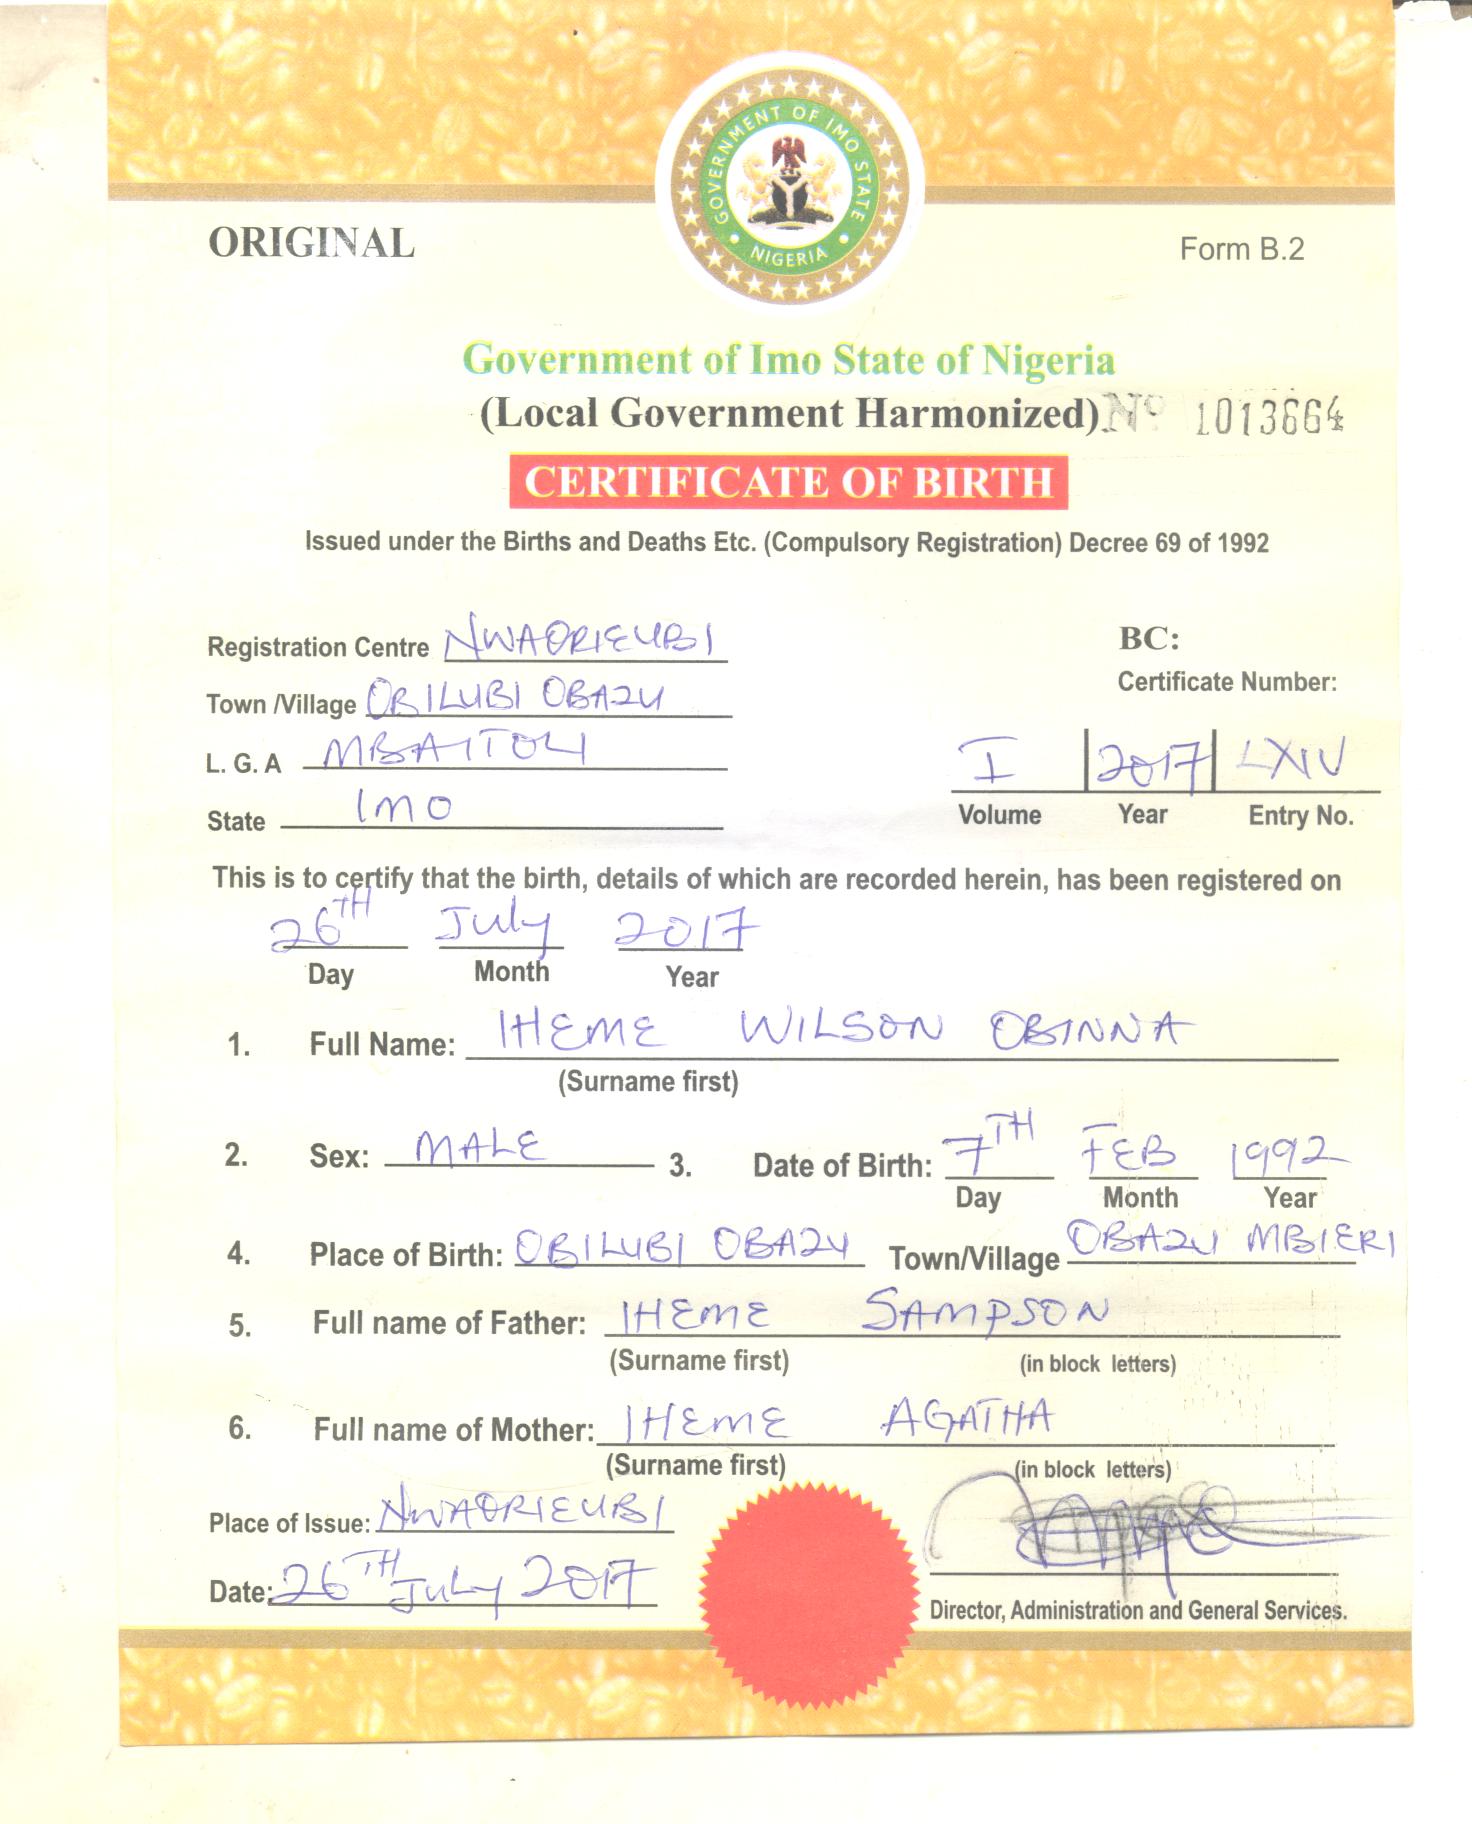 GOVERNMENT OF IMO STATE
NIGERIA
ORIGINAL
Form B.2
Government of Imo State of Nigeria
(Local Government Harmonized) Nº 1013664
CERTIFICATE OF BIRTH
Issued under the Births and Deaths Etc. (Compulsory Registration) Decree 69 of 1992
Registration Centre NWAORIEUBI
BC:
Town /Village OBILUBI OBAZU
Certificate Number:
L. G. A MBAITOLI
I 2017 LXIV
State IMO
Volume Year Entry No.
This is to certify that the birth, details of which are recorded herein, has been registered on
26TH July 2017
Day Month Year
1. Full Name: IHEME WILSON OBINNA
(Surname first)
2. Sex: MALE 3. Date of Birth: 7TH FEB 1992
Day Month Year
4. Place of Birth: OBILUBI OBAZU Town/Village OBAZU MBIERI
5. Full name of Father: IHEME SAMPSON
(Surname first) (in block letters)
6. Full name of Mother: IHEME AGATHA
(Surname first) (in block letters)
Place of Issue: NWAORIEUBI
Date: 26TH July 2017
Director, Administration and General Services.